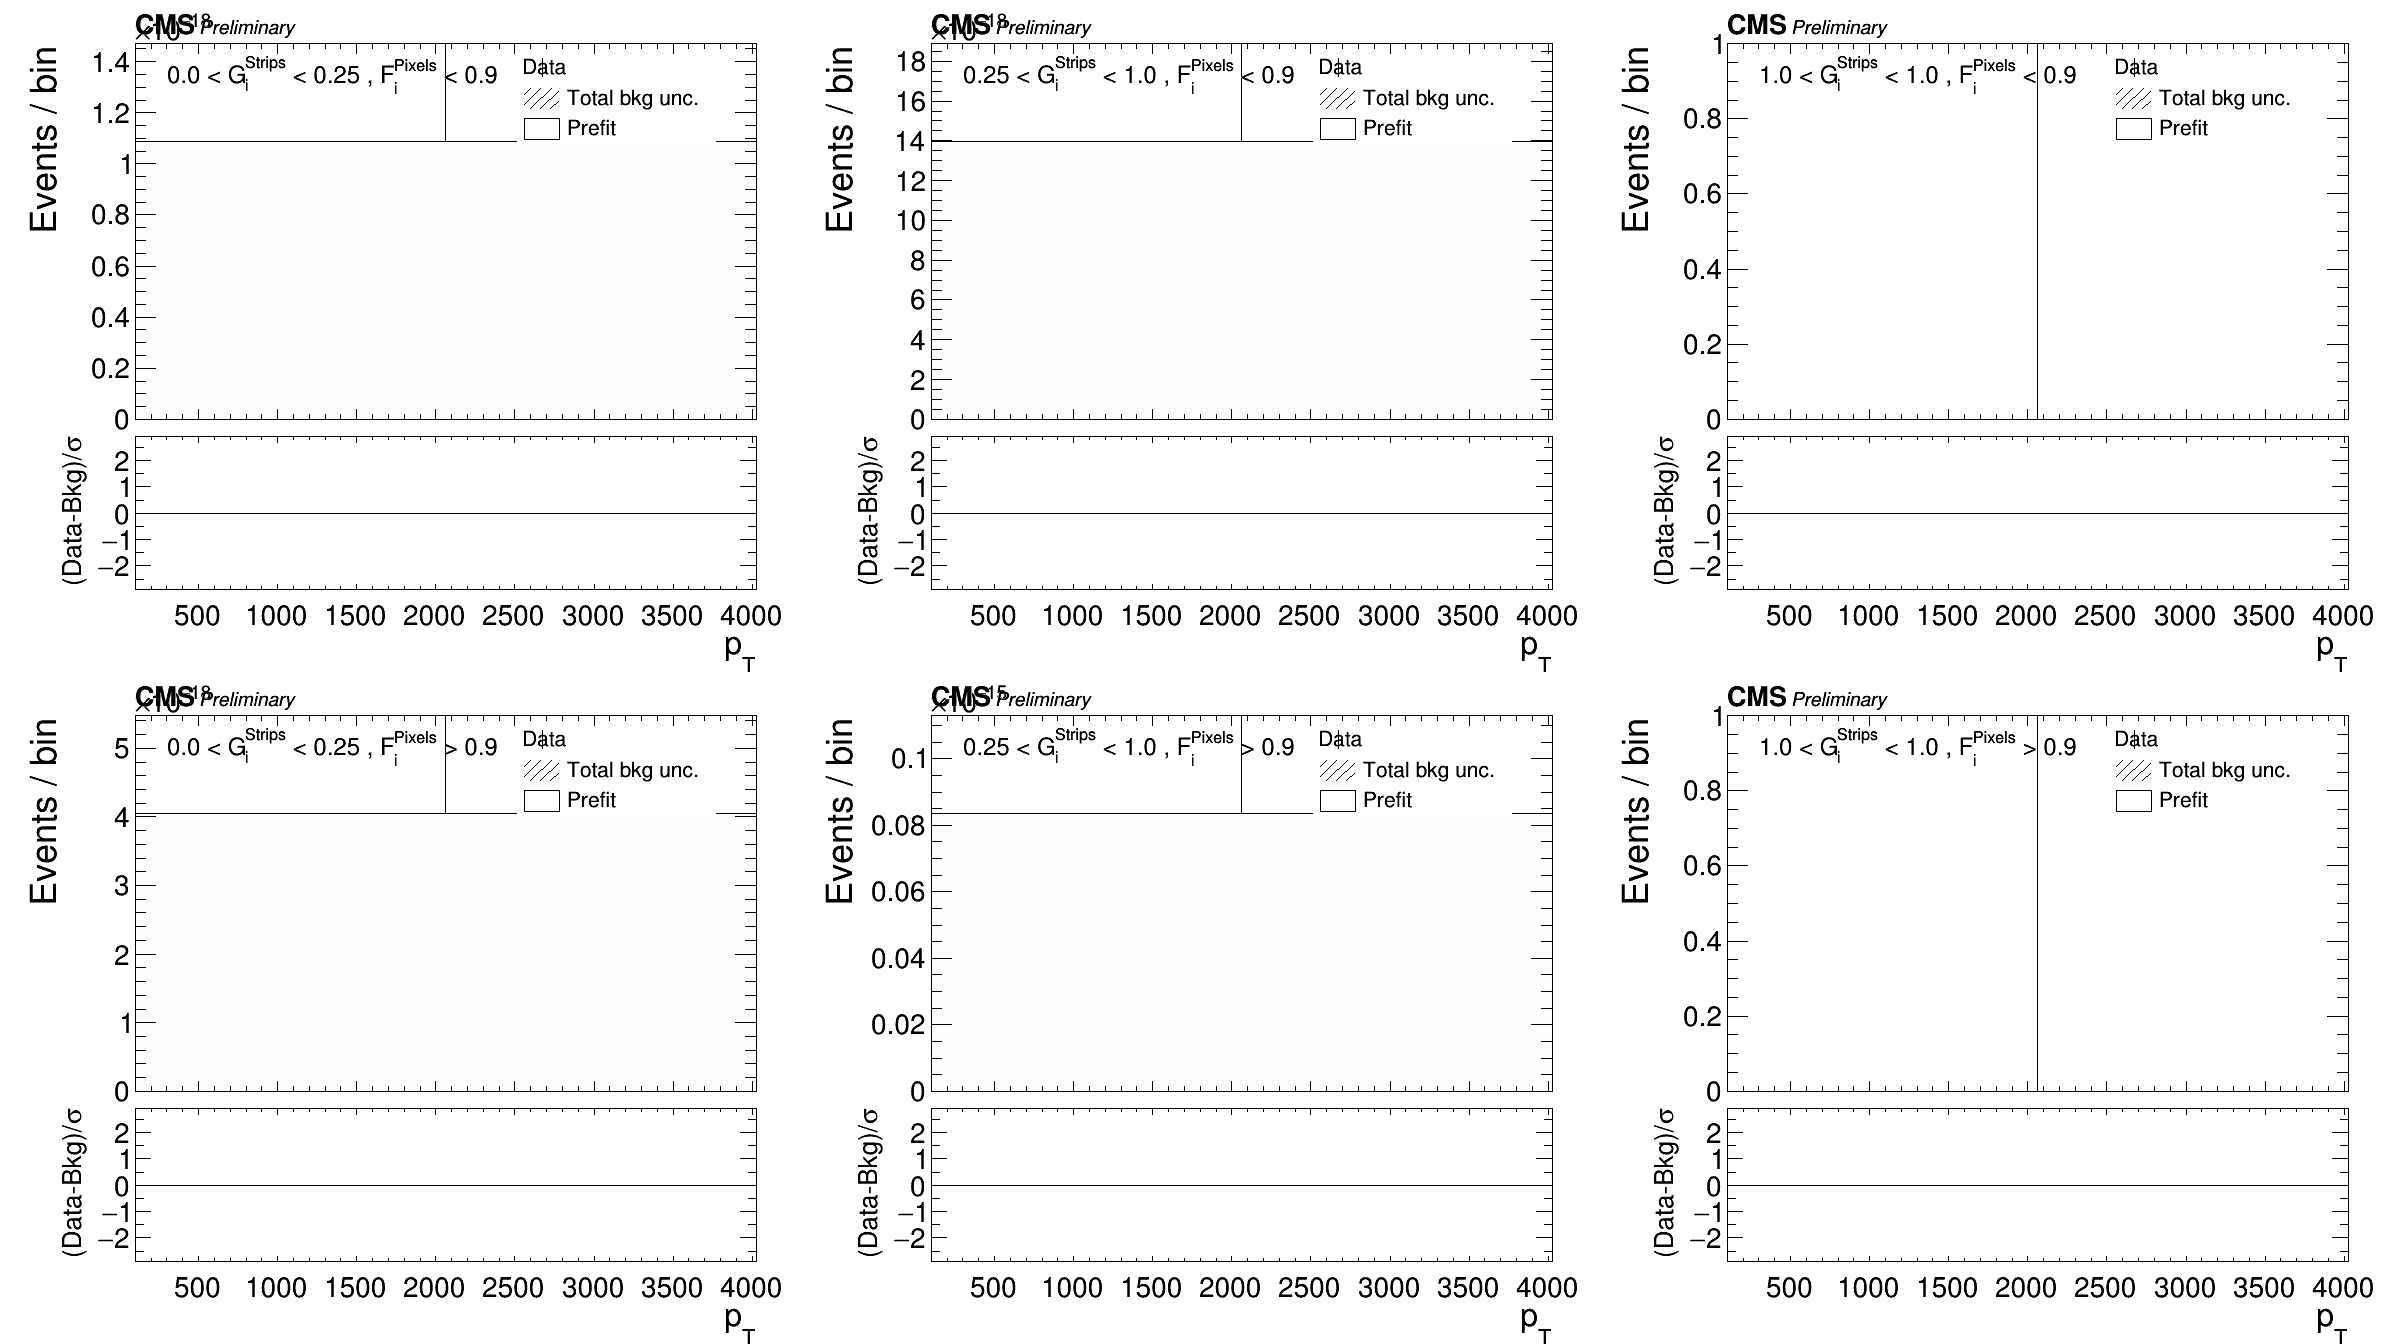 CMS Preliminary
Events / bin
0.0 < G_i^Strips < 0.25 , F_i^Pixels < 0.9
Data
Total bkg unc.
Prefit
1.4
1.2
1
0.8
0.6
0.4
0.2
0
(Data-Bkg)/σ
2
1
0
−1
−2
500 1000 1500 2000 2500 3000 3500 4000
p_T
CMS Preliminary
Events / bin
0.25 < G_i^Strips < 1.0 , F_i^Pixels < 0.9
Data
Total bkg unc.
Prefit
18
16
14
12
10
8
6
4
2
0
(Data-Bkg)/σ
2
1
0
−1
−2
500 1000 1500 2000 2500 3000 3500 4000
p_T
CMS Preliminary
Events / bin
1.0 < G_i^Strips < 1.0 , F_i^Pixels < 0.9
Data
Total bkg unc.
Prefit
1
0.8
0.6
0.4
0.2
0
(Data-Bkg)/σ
2
1
0
−1
−2
500 1000 1500 2000 2500 3000 3500 4000
p_T
CMS Preliminary
Events / bin
0.0 < G_i^Strips < 0.25 , F_i^Pixels > 0.9
Data
Total bkg unc.
Prefit
5
4
3
2
1
0
(Data-Bkg)/σ
2
1
0
−1
−2
500 1000 1500 2000 2500 3000 3500 4000
p_T
CMS Preliminary
Events / bin
0.25 < G_i^Strips < 1.0 , F_i^Pixels > 0.9
Data
Total bkg unc.
Prefit
0.1
0.08
0.06
0.04
0.02
0
(Data-Bkg)/σ
2
1
0
−1
−2
500 1000 1500 2000 2500 3000 3500 4000
p_T
CMS Preliminary
Events / bin
1.0 < G_i^Strips < 1.0 , F_i^Pixels > 0.9
Data
Total bkg unc.
Prefit
1
0.8
0.6
0.4
0.2
0
(Data-Bkg)/σ
2
1
0
−1
−2
500 1000 1500 2000 2500 3000 3500 4000
p_T